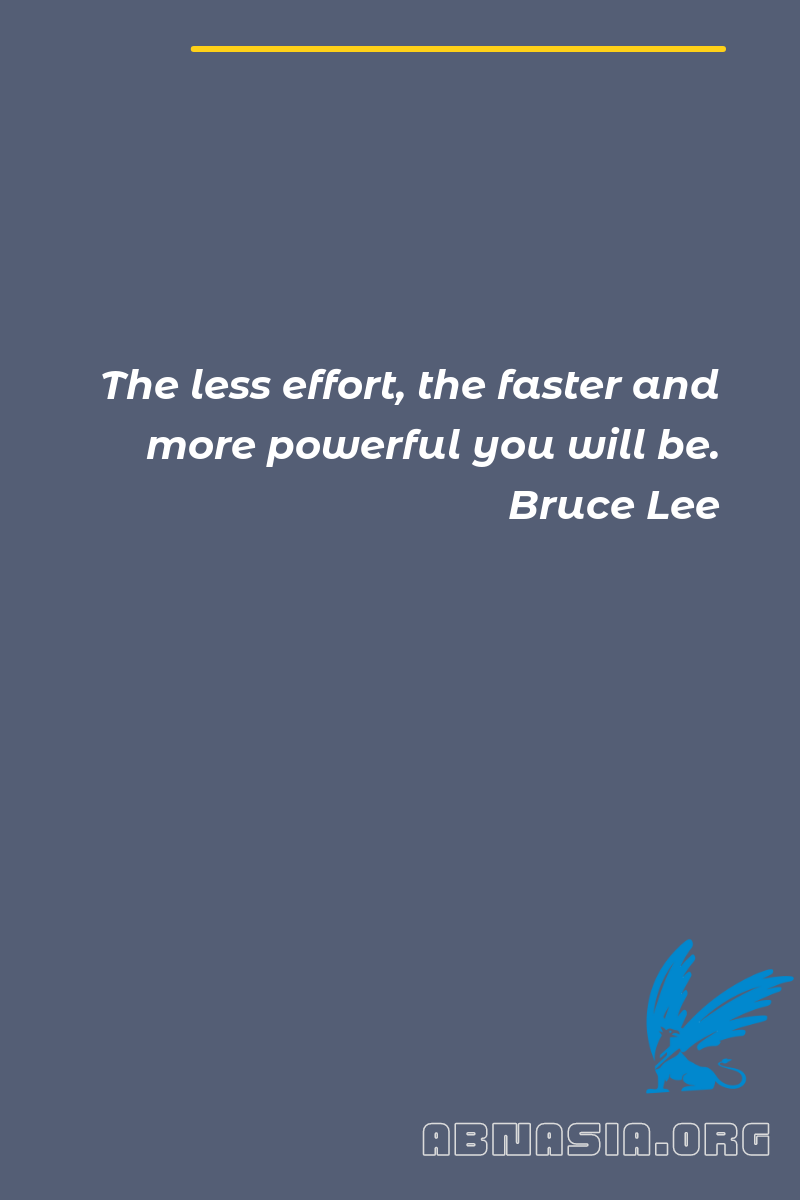 The less effort, the faster and
more powerful you will be.
Bruce Lee
ABNASIA.ORG